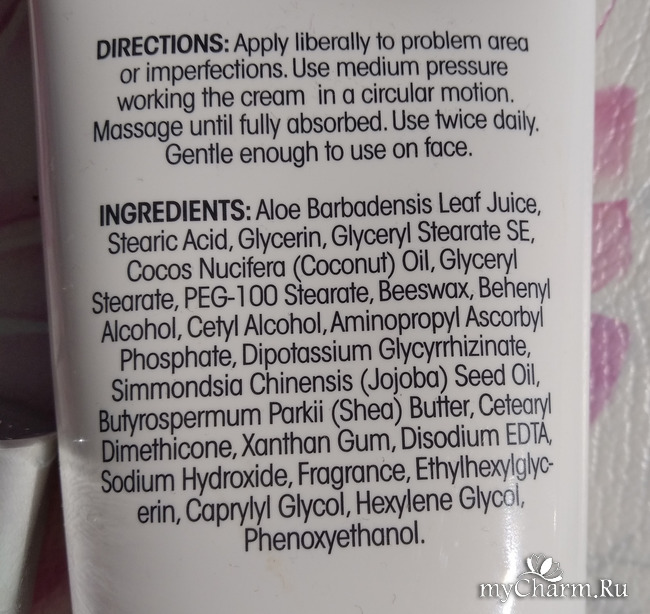 DIRECTIONS: Apply liberally to problem area
or imperfections. Use medium pressure
working the cream in a circular motion.
Massage until fully absorbed. Use twice daily.
Gentle enough to use on face.
INGREDIENTS: Aloe Barbadensis Leaf Juice,
Stearic Acid, Glycerin, Glyceryl Stearate SE,
Cocos Nucifera (Coconut) Oil, Glyceryl
Stearate, PEG-100 Stearate, Beeswax, Behenyl
Alcohol, Cetyl Alcohol, Aminopropyl Ascorbyl
Phosphate, Dipotassium Glycyrrhizinate,
Simmondsia Chinensis (Jojoba) Seed Oil,
Butyrospermum Parkii (Shea) Butter, Cetearyl
Dimethicone, Xanthan Gum, Disodium EDTA,
Sodium Hydroxide, Fragrance, Ethylhexylglyc-
erin, Caprylyl Glycol, Hexylene Glycol,
Phenoxyethanol.
myCharm.Ru